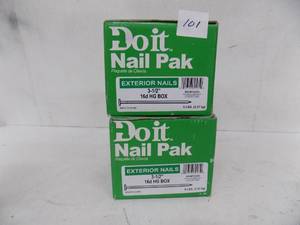 101
Do it
Nail Pak
Paquete de Clavos
EXTERIOR NAILS
3-1/2"
16d HG BOX
Do it
Nail Pak
Paquete de Clavos
EXTERIOR NAILS
3-1/2"
16d HG BOX